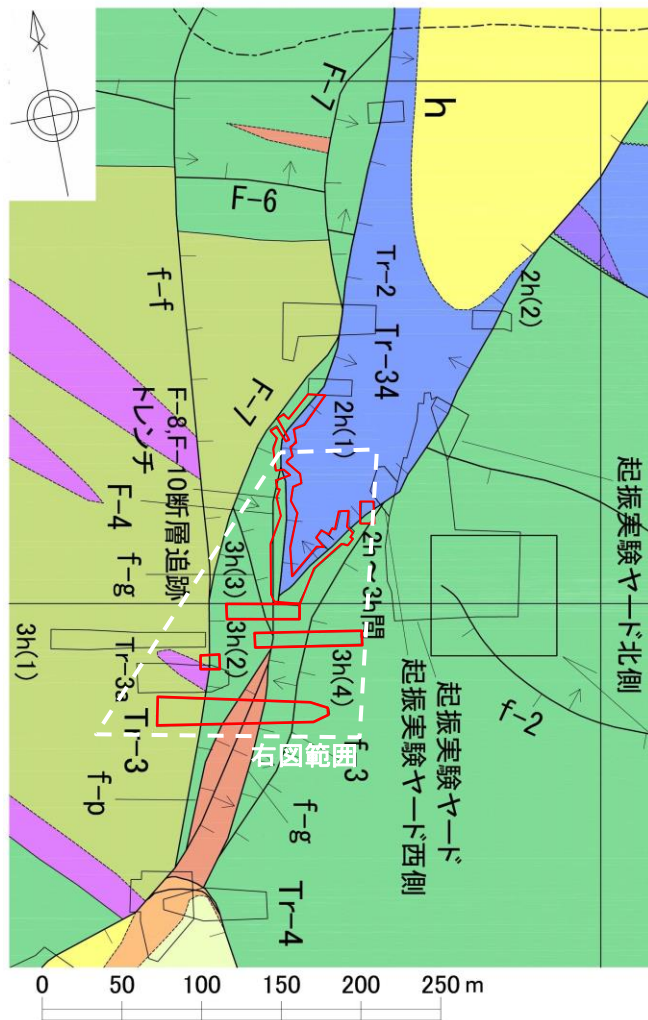 F-7
h
F-6
Tr-2
Tr-34
2h(2)
f-f
F-7
2h(1)
F-8,F-10断層追跡
トレンチ
F-4
f-g
3h(3)
2h～3h間
起振実験ヤード北側
3h(1)
3h(2)
3h(4)
Tr-3a
Tr-3
起振実験ヤード
起振実験ヤード西側
f-2
右図範囲
f-3
f-p
f-g
Tr-4
0 50 100 150 200 250 m